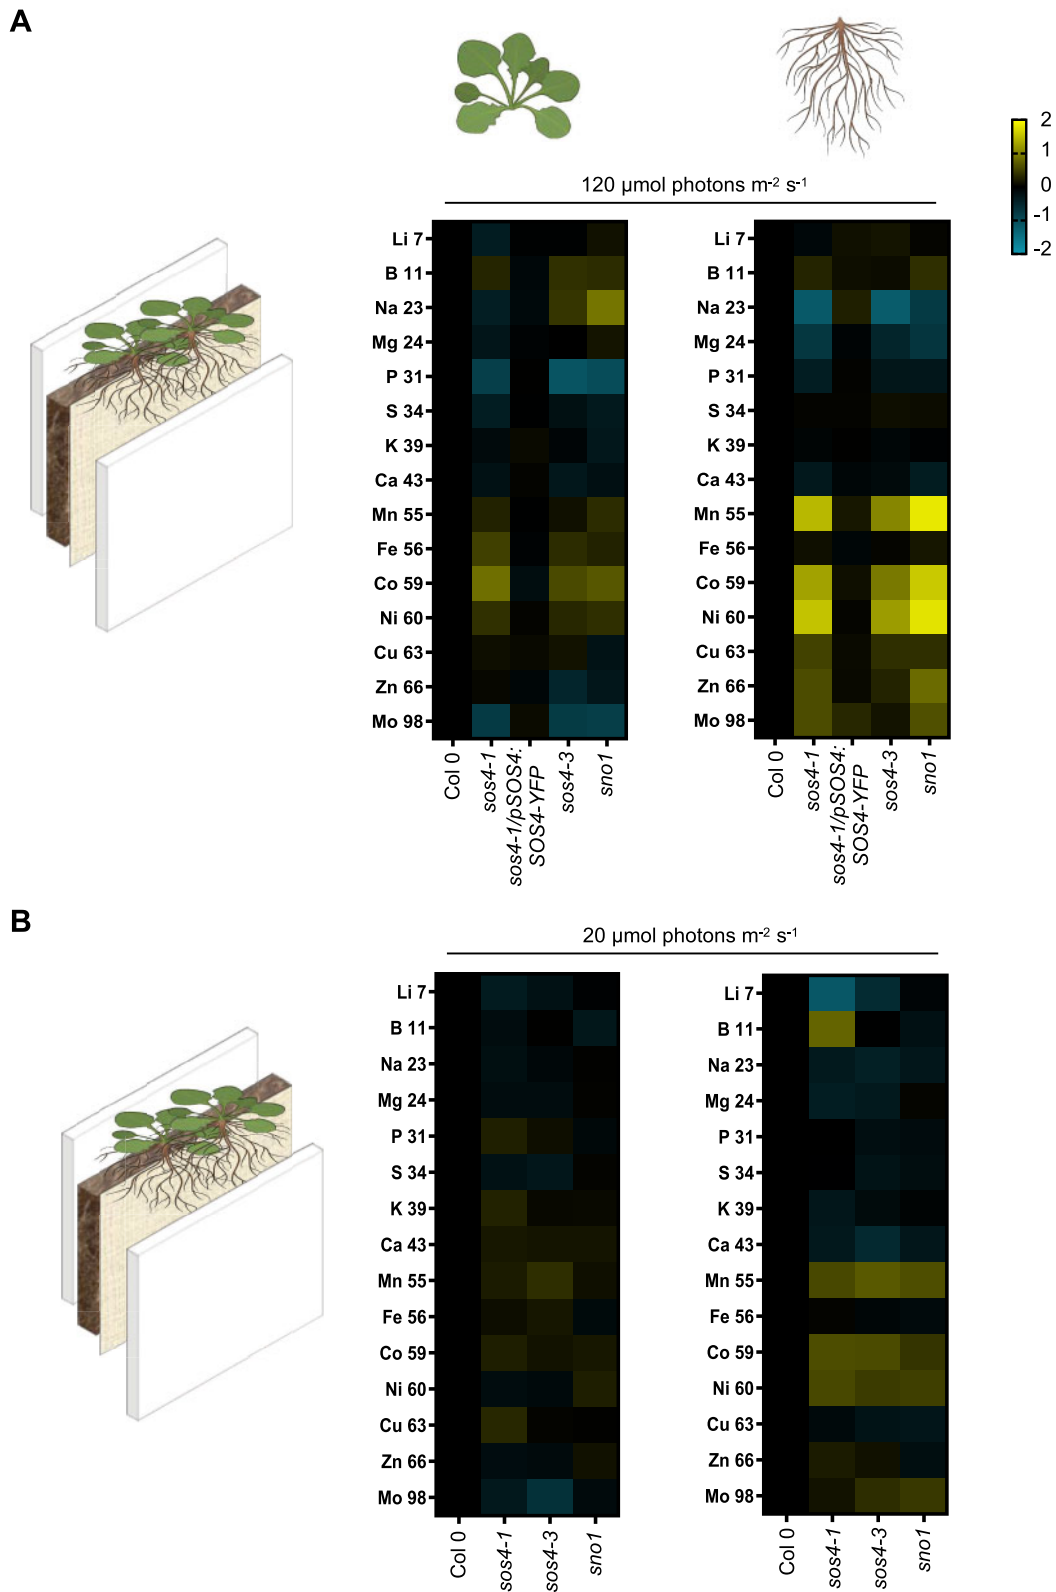 A
2
1
0
-1
-2
120 µmol photons m-2 s-1
Li 7
B 11
Na 23
Mg 24
P 31
S 34
K 39
Ca 43
Mn 55
Fe 56
Co 59
Ni 60
Cu 63
Zn 66
Mo 98
Col 0
sos4-1
sos4-1/pSOS4:
SOS4-YFP
sos4-3
sno1
Li 7
B 11
Na 23
Mg 24
P 31
S 34
K 39
Ca 43
Mn 55
Fe 56
Co 59
Ni 60
Cu 63
Zn 66
Mo 98
Col 0
sos4-1
sos4-1/pSOS4:
SOS4-YFP
sos4-3
sno1
B
20 µmol photons m-2 s-1
Li 7
B 11
Na 23
Mg 24
P 31
S 34
K 39
Ca 43
Mn 55
Fe 56
Co 59
Ni 60
Cu 63
Zn 66
Mo 98
Col 0
sos4-1
sos4-3
sno1
Li 7
B 11
Na 23
Mg 24
P 31
S 34
K 39
Ca 43
Mn 55
Fe 56
Co 59
Ni 60
Cu 63
Zn 66
Mo 98
Col 0
sos4-1
sos4-3
sno1